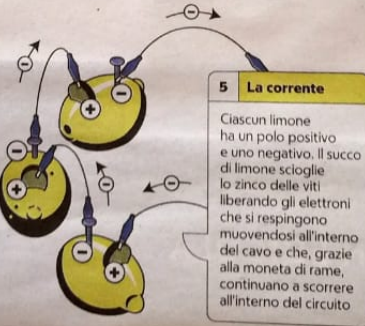 5 La corrente
Ciascun limone
ha un polo positivo
e uno negativo. Il succo
di limone scioglie
lo zinco delle viti
liberando gli elettroni
che si respingono
muovendosi all'interno
del cavo e che, grazie
alla moneta di rame,
continuano a scorrere
all'interno del circuito